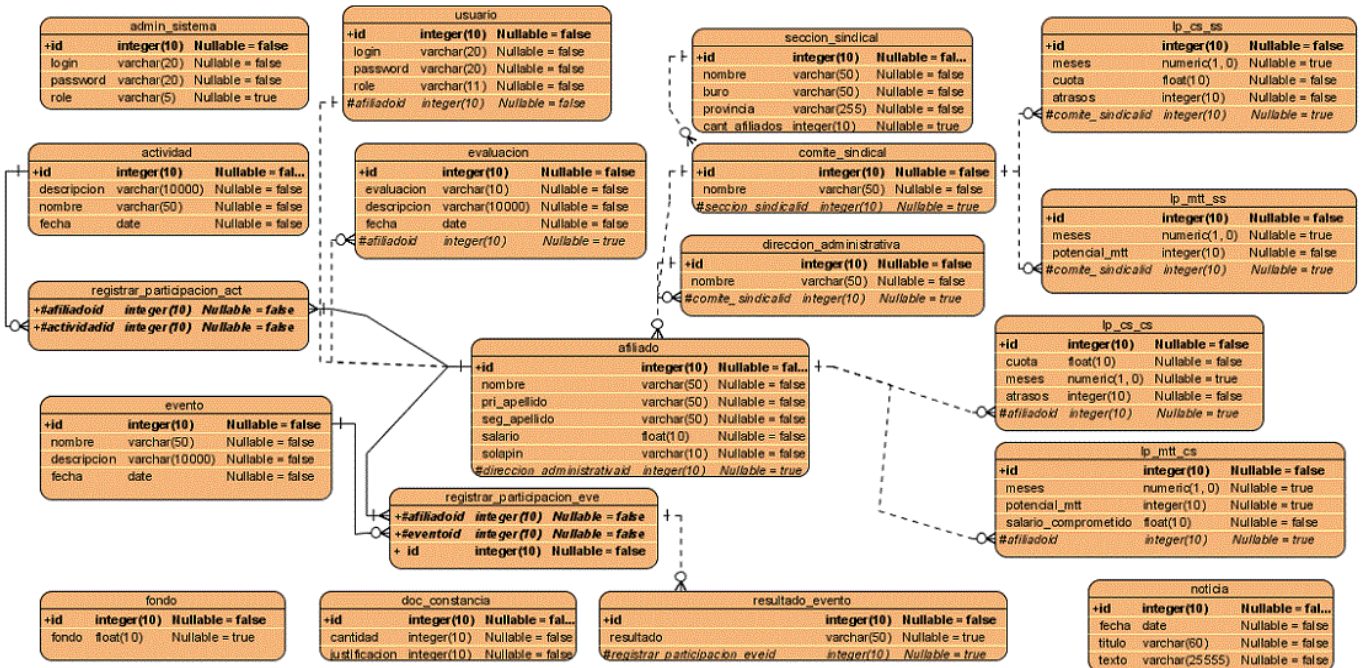 admin_sistema
+id integer(10) Nullable = false
login varchar(20) Nullable = false
password varchar(20) Nullable = false
role varchar(5) Nullable = true
usuario
+id integer(10) Nullable = false
login varchar(20) Nullable = false
password varchar(20) Nullable = false
role varchar(11) Nullable = false
#afiliadoid integer(10) Nullable = false
seccion_sindical
+id integer(10) Nullable = fal...
nombre varchar(50) Nullable = false
buro varchar(50) Nullable = false
provincia varchar(255) Nullable = false
cant_afiliados integer(10) Nullable = true
lp_cs_ss
+id integer(10) Nullable = false
meses numeric(1, 0) Nullable = true
cuota float(10) Nullable = false
atrasos integer(10) Nullable = false
#comite_sindicalid integer(10) Nullable = true
actividad
+id integer(10) Nullable = fal...
descripcion varchar(10000) Nullable = false
nombre varchar(50) Nullable = false
fecha date Nullable = false
evaluacion
+id integer(10) Nullable = fal...
evaluacion varchar(10) Nullable = false
descripcion varchar(10000) Nullable = false
fecha date Nullable = false
#afiliadoid integer(10) Nullable = true
comite_sindical
+id integer(10) Nullable = false
nombre varchar(50) Nullable = false
#seccion_sindicalid integer(10) Nullable = true
lp_mtt_ss
+id integer(10) Nullable = false
meses numeric(1, 0) Nullable = true
potencial_mtt integer(10) Nullable = false
#comite_sindicalid integer(10) Nullable = true
direccion_administrativa
+id integer(10) Nullable = false
nombre varchar(50) Nullable = false
#comite_sindicalid integer(10) Nullable = true
registrar_participacion_act
+#afiliadoid integer(10) Nullable = false
+#actividadid integer(10) Nullable = false
afiliado
+id integer(10) Nullable = fal...
nombre varchar(50) Nullable = false
pri_apellido varchar(50) Nullable = false
seg_apellido varchar(50) Nullable = false
salario float(10) Nullable = false
solapin varchar(10) Nullable = false
#direccion_administrativaid integer(10) Nullable = true
lp_cs_cs
+id integer(10) Nullable = false
cuota float(10) Nullable = false
meses numeric(1, 0) Nullable = true
atrasos integer(10) Nullable = false
#afiliadoid integer(10) Nullable = true
evento
+id integer(10) Nullable = false
nombre varchar(50) Nullable = false
descripcion varchar(10000) Nullable = false
fecha date Nullable = false
lp_mtt_cs
+id integer(10) Nullable = false
meses numeric(1, 0) Nullable = true
potencial_mtt integer(10) Nullable = true
salario_comprometido float(10) Nullable = false
#afiliadoid integer(10) Nullable = true
registrar_participacion_eve
+#afiliadoid integer(10) Nullable = false
+#eventoid integer(10) Nullable = false
+ id integer(10) Nullable = false
fondo
+id integer(10) Nullable = false
fondo float(10) Nullable = true
doc_constancia
+id integer(10) Nullable = fal...
cantidad integer(10) Nullable = false
justificacion integer(10) Nullable = false
resultado_evento
+id integer(10) Nullable = false
resultado varchar(50) Nullable = true
#registrar_participacion_eveid integer(10) Nullable = true
noticia
+id integer(10) Nullable = fal...
fecha date Nullable = false
titulo varchar(60) Nullable = false
texto varchar(25555) Nullable = false